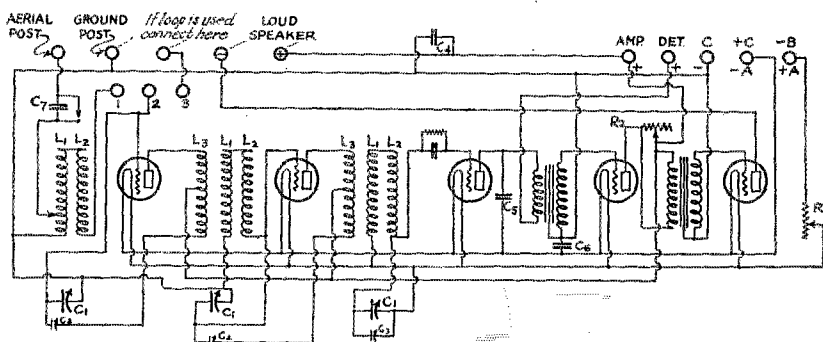 AERIAL POST
GROUND POST
If loop is used connect here
LOUD SPEAKER
C4
AMP.
DET.
C
+C
-A
-B
+A
+
+
-
C7
1
2
3
L1
L2
L3
L1
L2
L3
L1
L2
R2
R
C5
C6
C1
C2
C1
C2
C1
C3